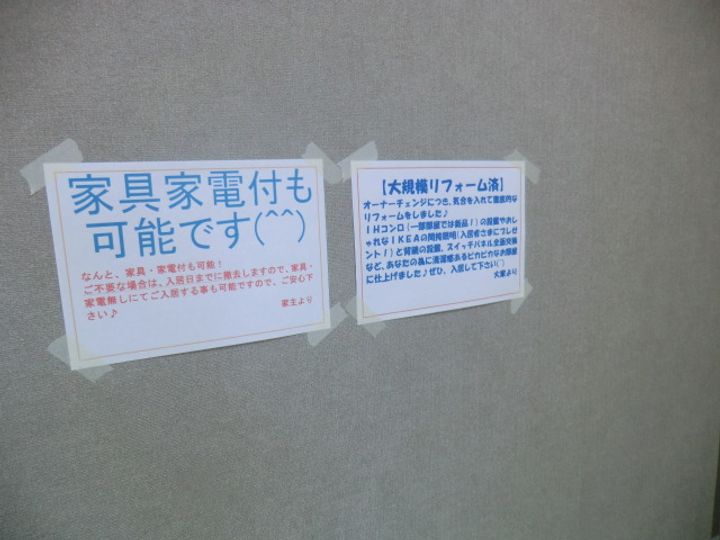 家具家電付も
可能です(^^)
なんと、家具・家電付も可能！
ご不要な場合は、入居日までに撤去しますので、家具・
家電無しにてご入居する事も可能ですので、ご安心下
さい♪
家主より
【大規模リフォーム済】
オーナーチェンジにつき、気合を入れて徹底的な
リフォームをしました♪
ＩＨコンロ(一部部屋では新品！)の設置やおし
ゃれなＩＫＥＡの間接照明(入居者さまにプレゼ
ント！)と背景の設置、スイッチパネル全面交換
など、あなたの為に清潔感あるピカピカなお部屋
に仕上げました♪ぜひ、入居して下さい
大家より